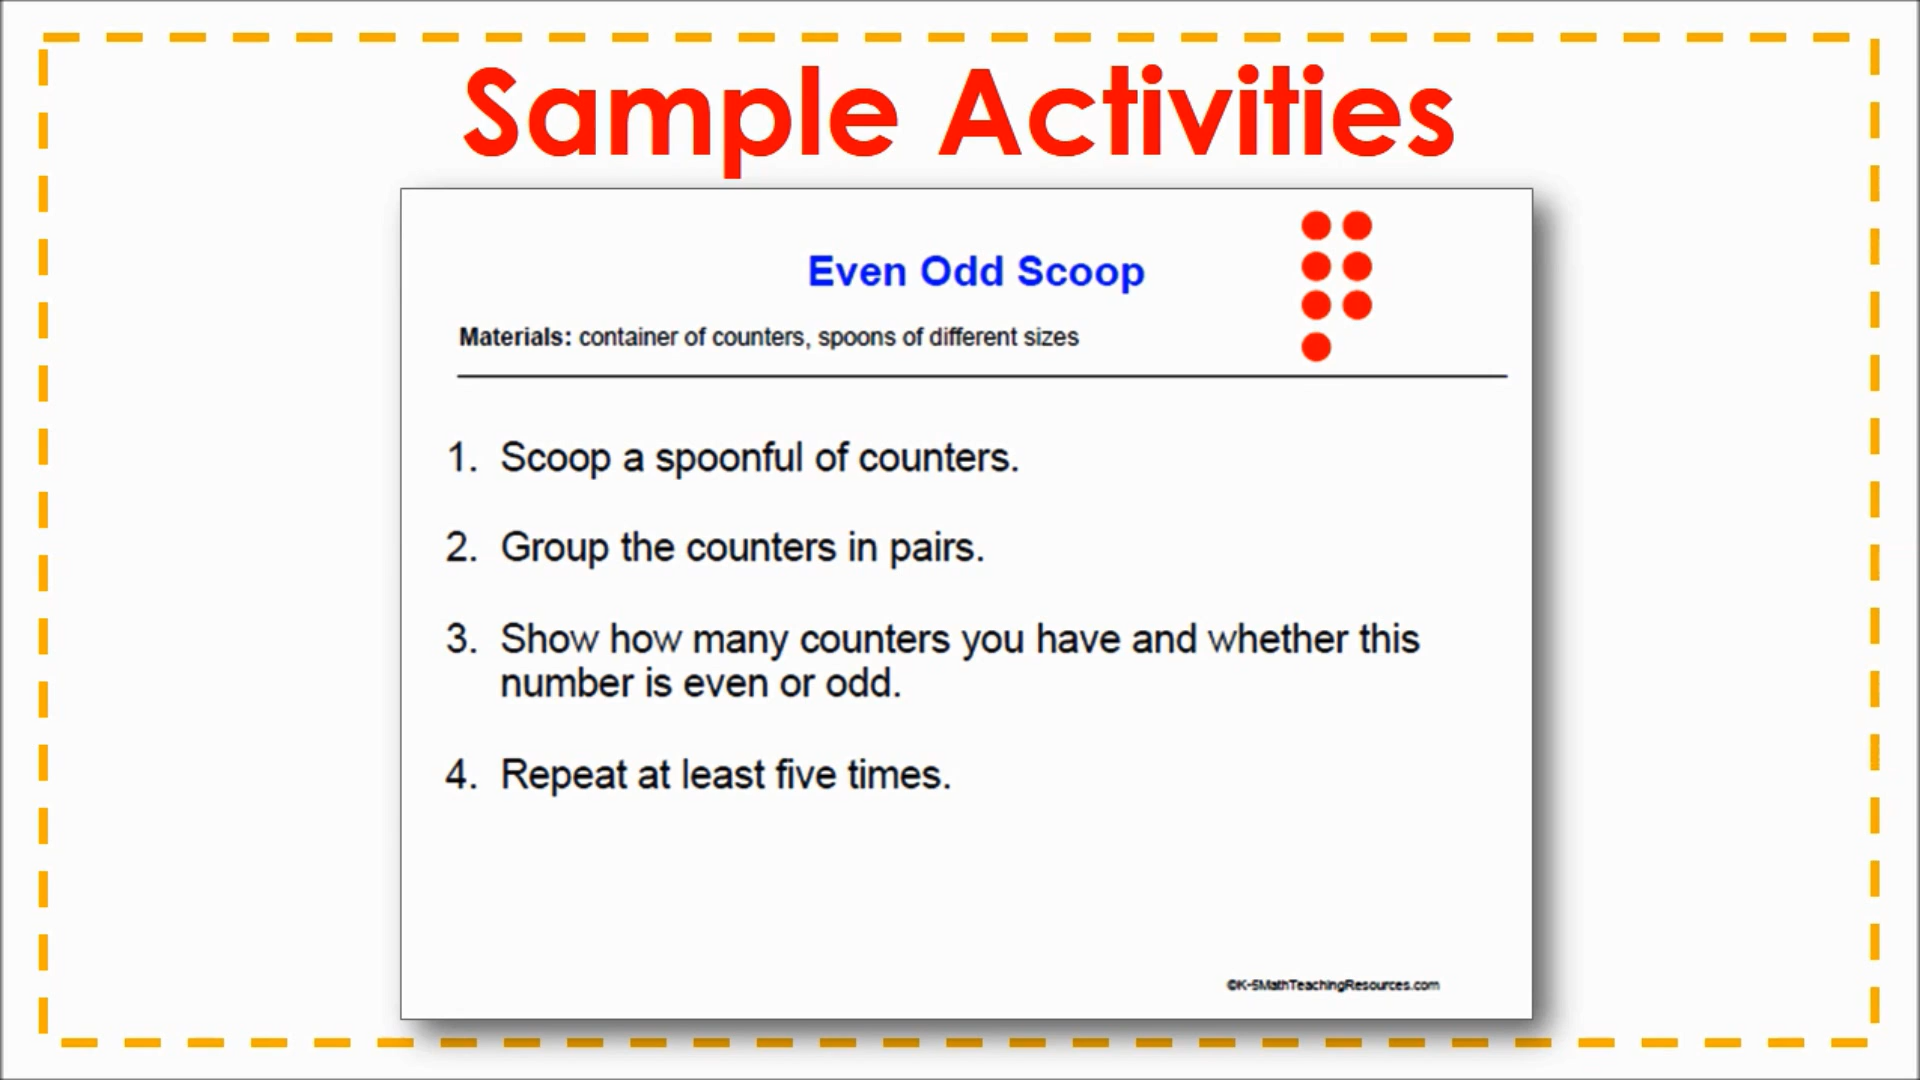 Sample Activities
Even Odd Scoop
Materials: container of counters, spoons of different sizes
1. Scoop a spoonful of counters.
2. Group the counters in pairs.
3. Show how many counters you have and whether this
number is even or odd.
4. Repeat at least five times.
©K-5MathTeachingResources.com